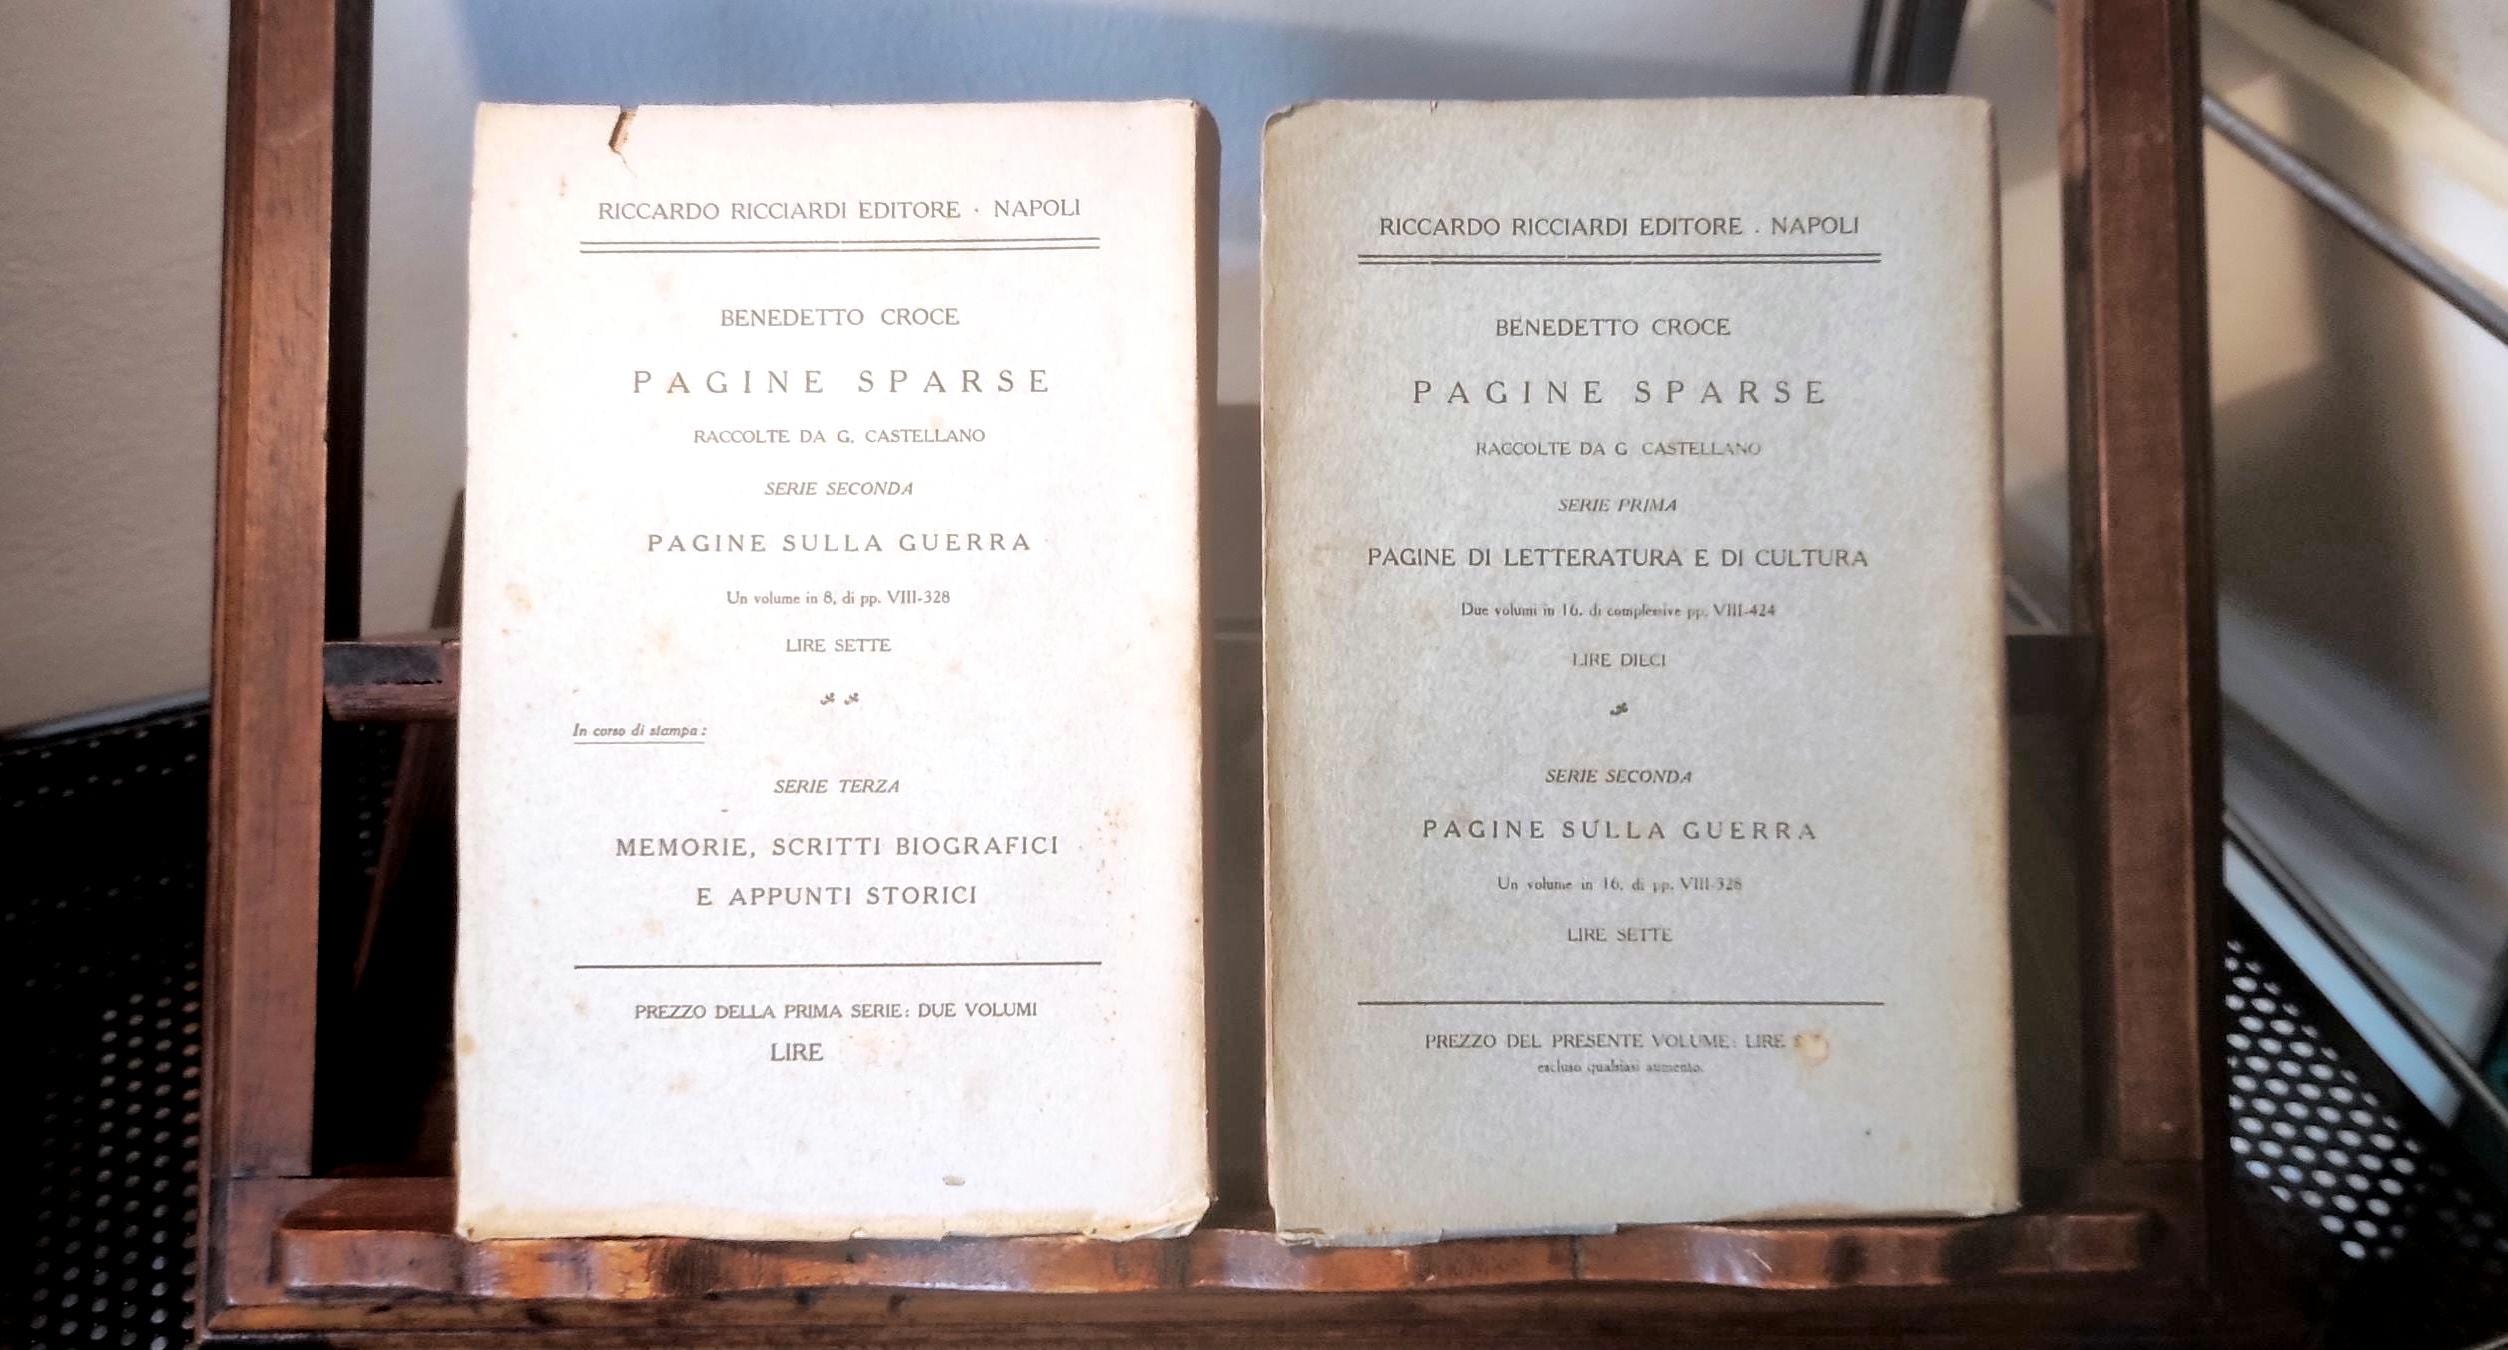 RICCARDO RICCIARDI EDITORE · NAPOLI
BENEDETTO CROCE
PAGINE SPARSE
RACCOLTE DA G. CASTELLANO
SERIE SECONDA
PAGINE SULLA GUERRA
Un volume in 8, di pp. VIII-328
LIRE SETTE
In corso di stampa:
SERIE TERZA
MEMORIE, SCRITTI BIOGRAFICI
E APPUNTI STORICI
PREZZO DELLA PRIMA SERIE: DUE VOLUMI
LIRE
RICCARDO RICCIARDI EDITORE . NAPOLI
BENEDETTO CROCE
PAGINE SPARSE
RACCOLTE DA G CASTELLANO
SERIE PRIMA
PAGINE DI LETTERATURA E DI CULTURA
Due volumi in 16, di complessive pp. VIII-424
LIRE DIECI
SERIE SECONDA
PAGINE SULLA GUERRA
Un volume in 16, di pp. VIII-328
LIRE SETTE
PREZZO DEL PRESENTE VOLUME: LIRE
escluso qualsiasi aumento.